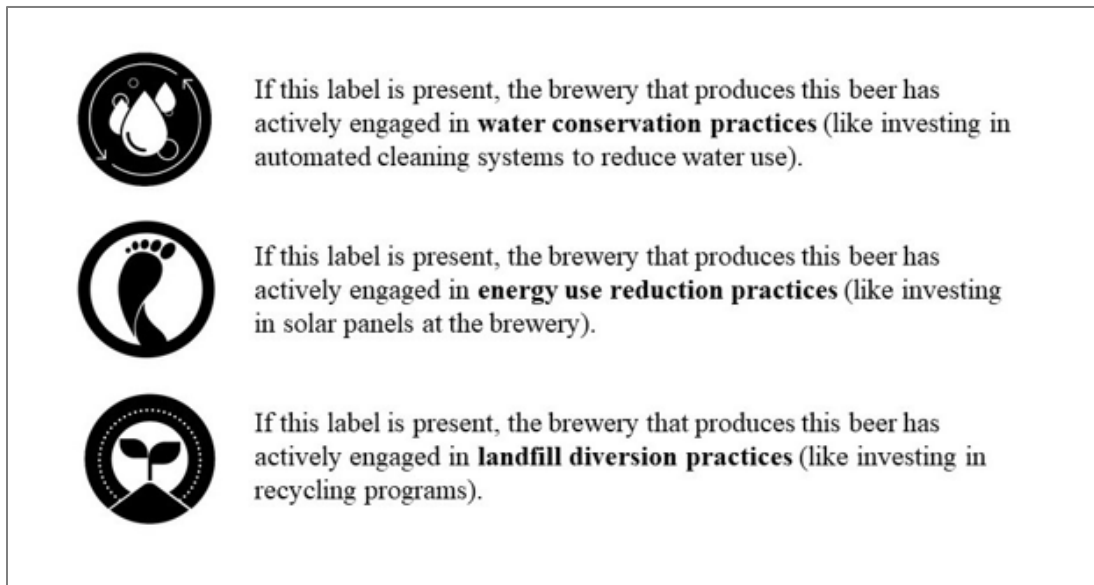 If this label is present, the brewery that produces this beer has
actively engaged in water conservation practices (like investing in
automated cleaning systems to reduce water use).
If this label is present, the brewery that produces this beer has
actively engaged in energy use reduction practices (like investing
in solar panels at the brewery).
If this label is present, the brewery that produces this beer has
actively engaged in landfill diversion practices (like investing in
recycling programs).